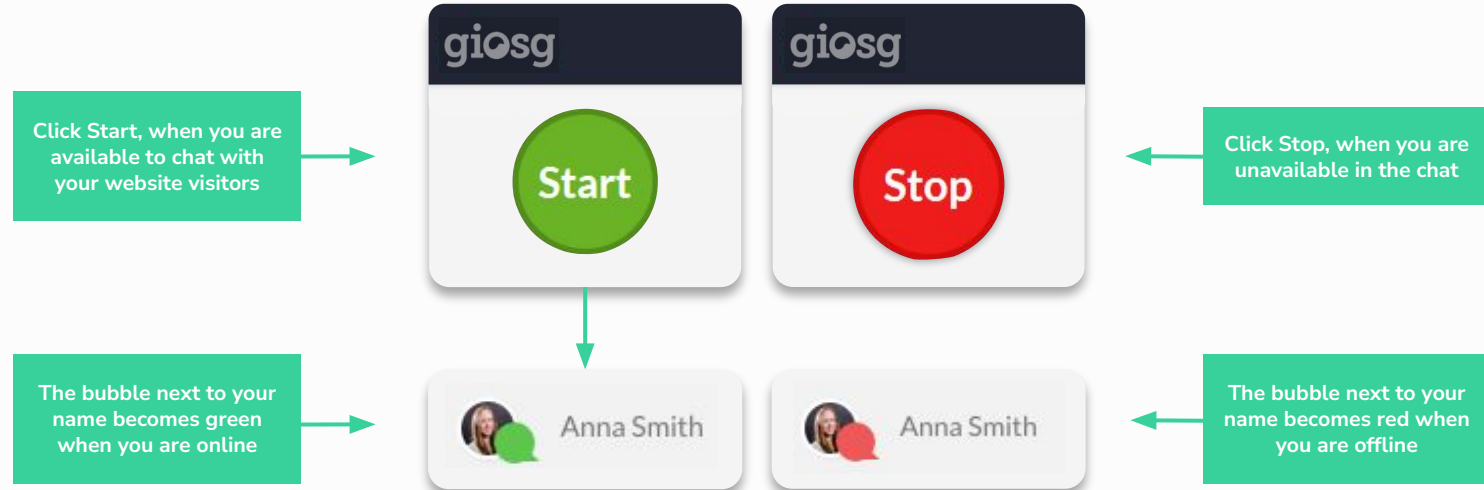 giosg
giosg
Click Start, when you are
available to chat with
your website visitors
Start
Stop
Click Stop, when you are
unavailable in the chat
The bubble next to your
name becomes green
when you are online
Anna Smith
Anna Smith
The bubble next to your
name becomes red when
you are offline